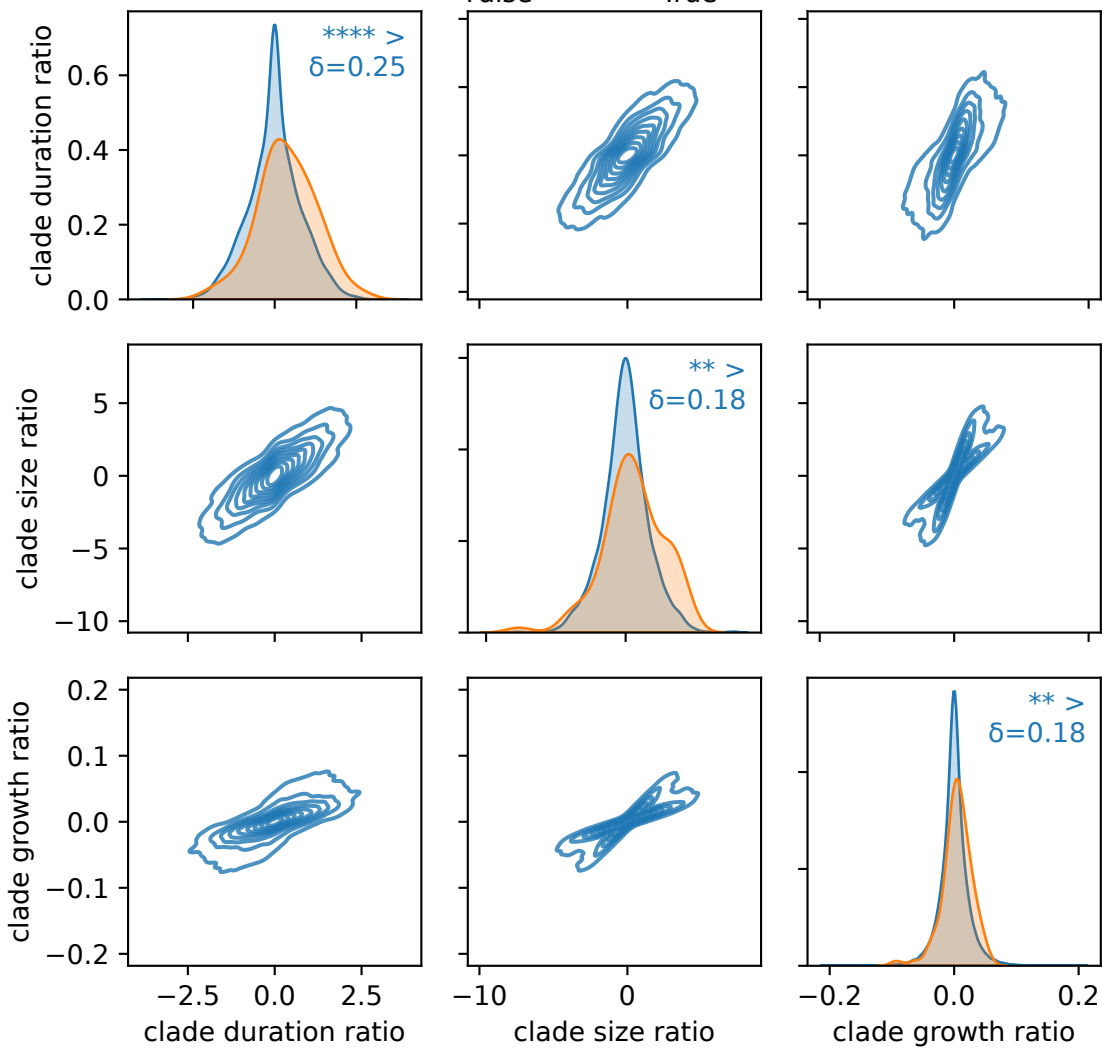 False True
clade duration ratio
0.6
0.4
0.2
0.0
**** >
δ=0.25
clade size ratio
5
0
−5
−10
** >
δ=0.18
clade growth ratio
0.2
0.1
0.0
−0.1
−0.2
** >
δ=0.18
−2.5 0.0 2.5
−10 0
−0.2 0.0 0.2
clade duration ratio
clade size ratio
clade growth ratio